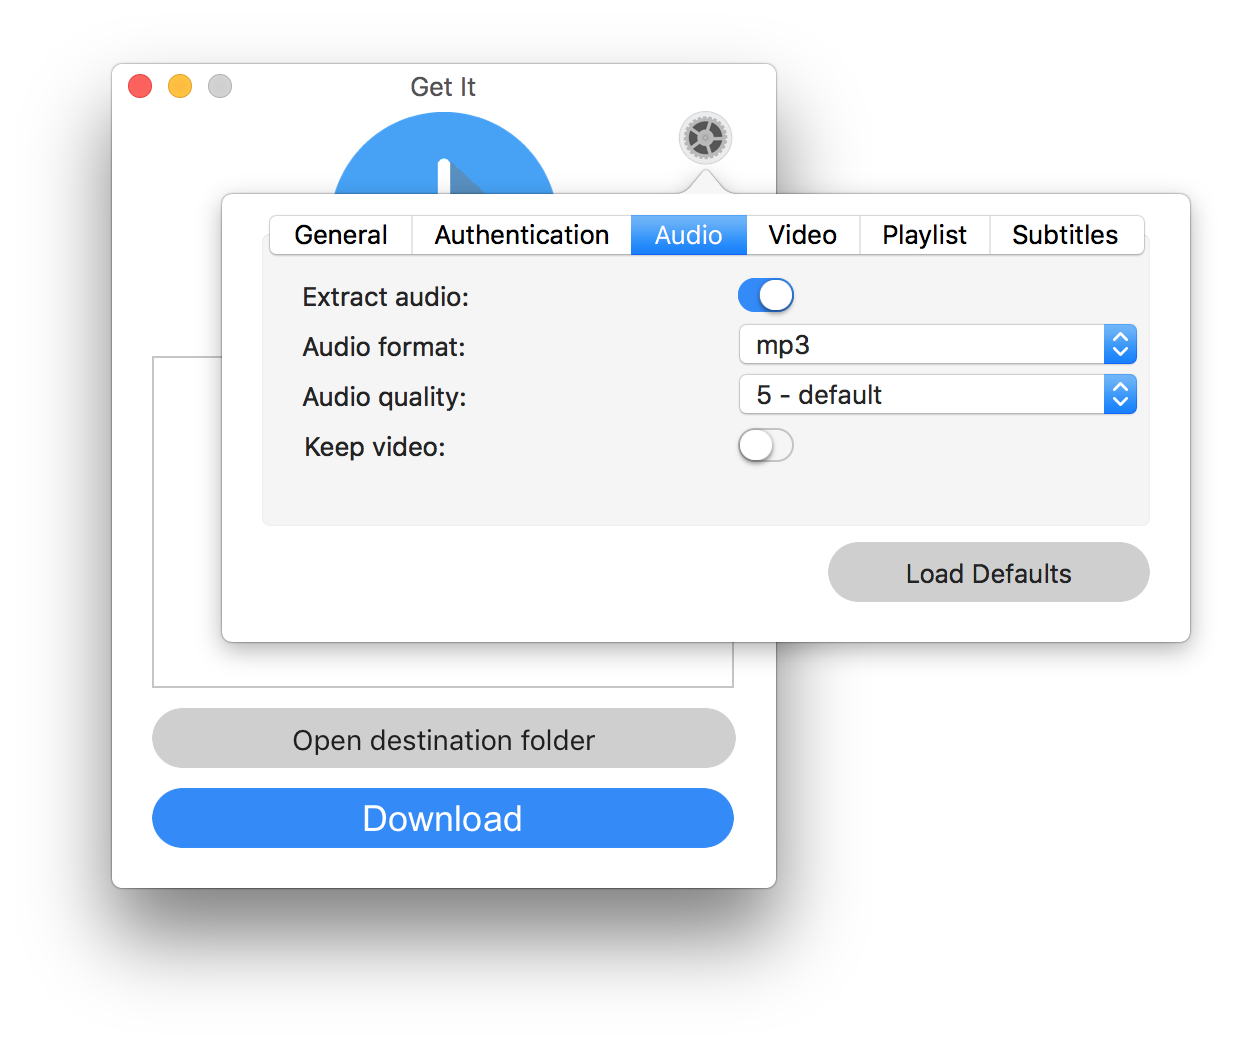 Get It
General Authentication Audio Video Playlist Subtitles
Extract audio:
Audio format: mp3
Audio quality: 5 - default
Keep video:
Load Defaults
Open destination folder
Download